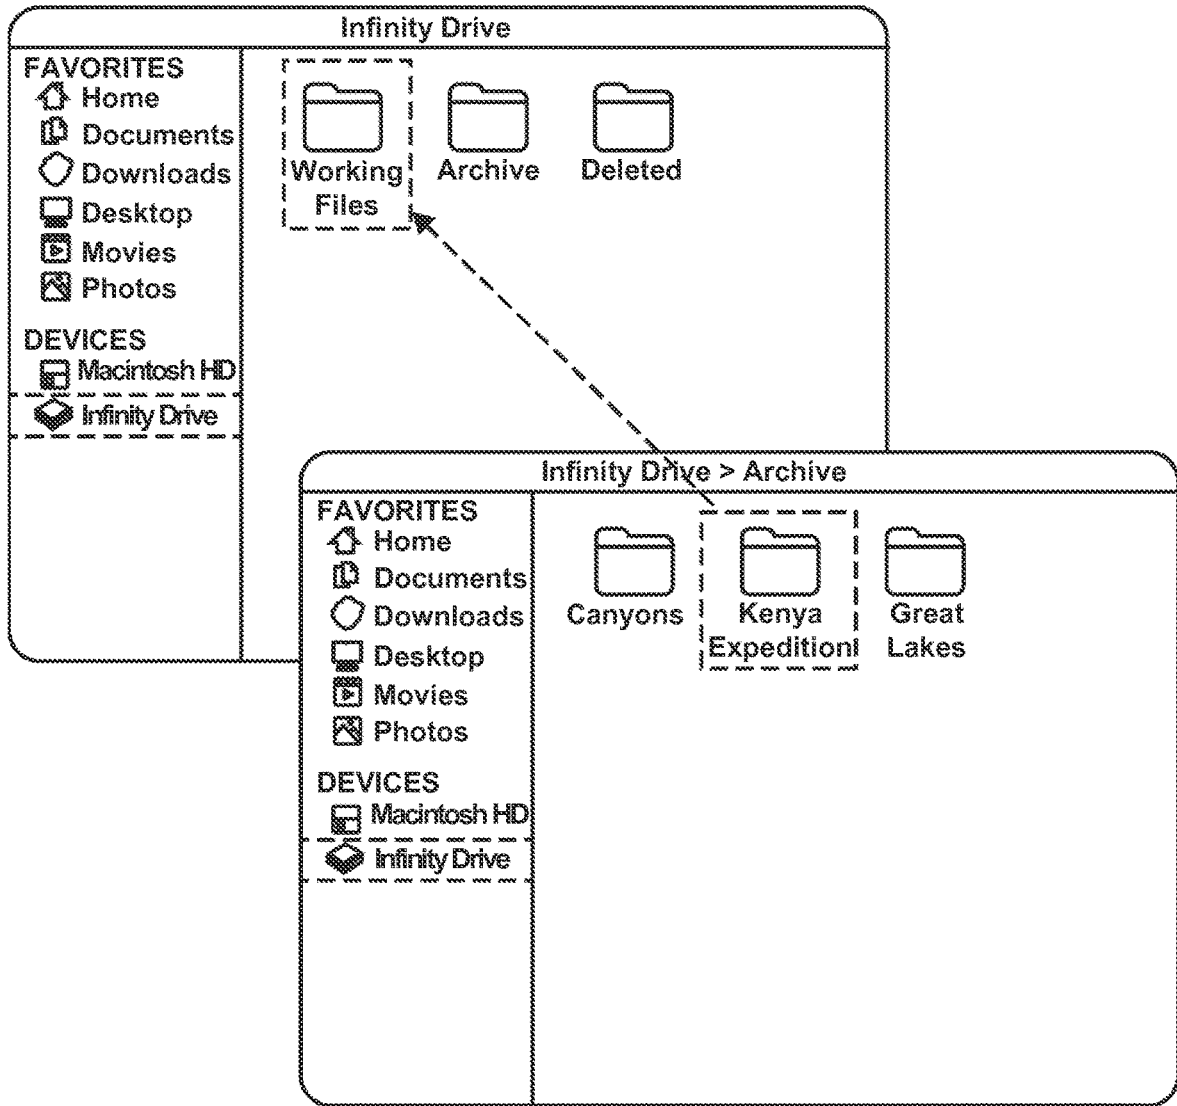 Infinity Drive
FAVORITES
Home
Documents
Downloads
Desktop
Movies
Photos
DEVICES
Macintosh HD
Infinity Drive
Working
Files
Archive
Deleted
Infinity Drive > Archive
FAVORITES
Home
Documents
Downloads
Desktop
Movies
Photos
DEVICES
Macintosh HD
Infinity Drive
Canyons
Kenya
Expedition
Great
Lakes